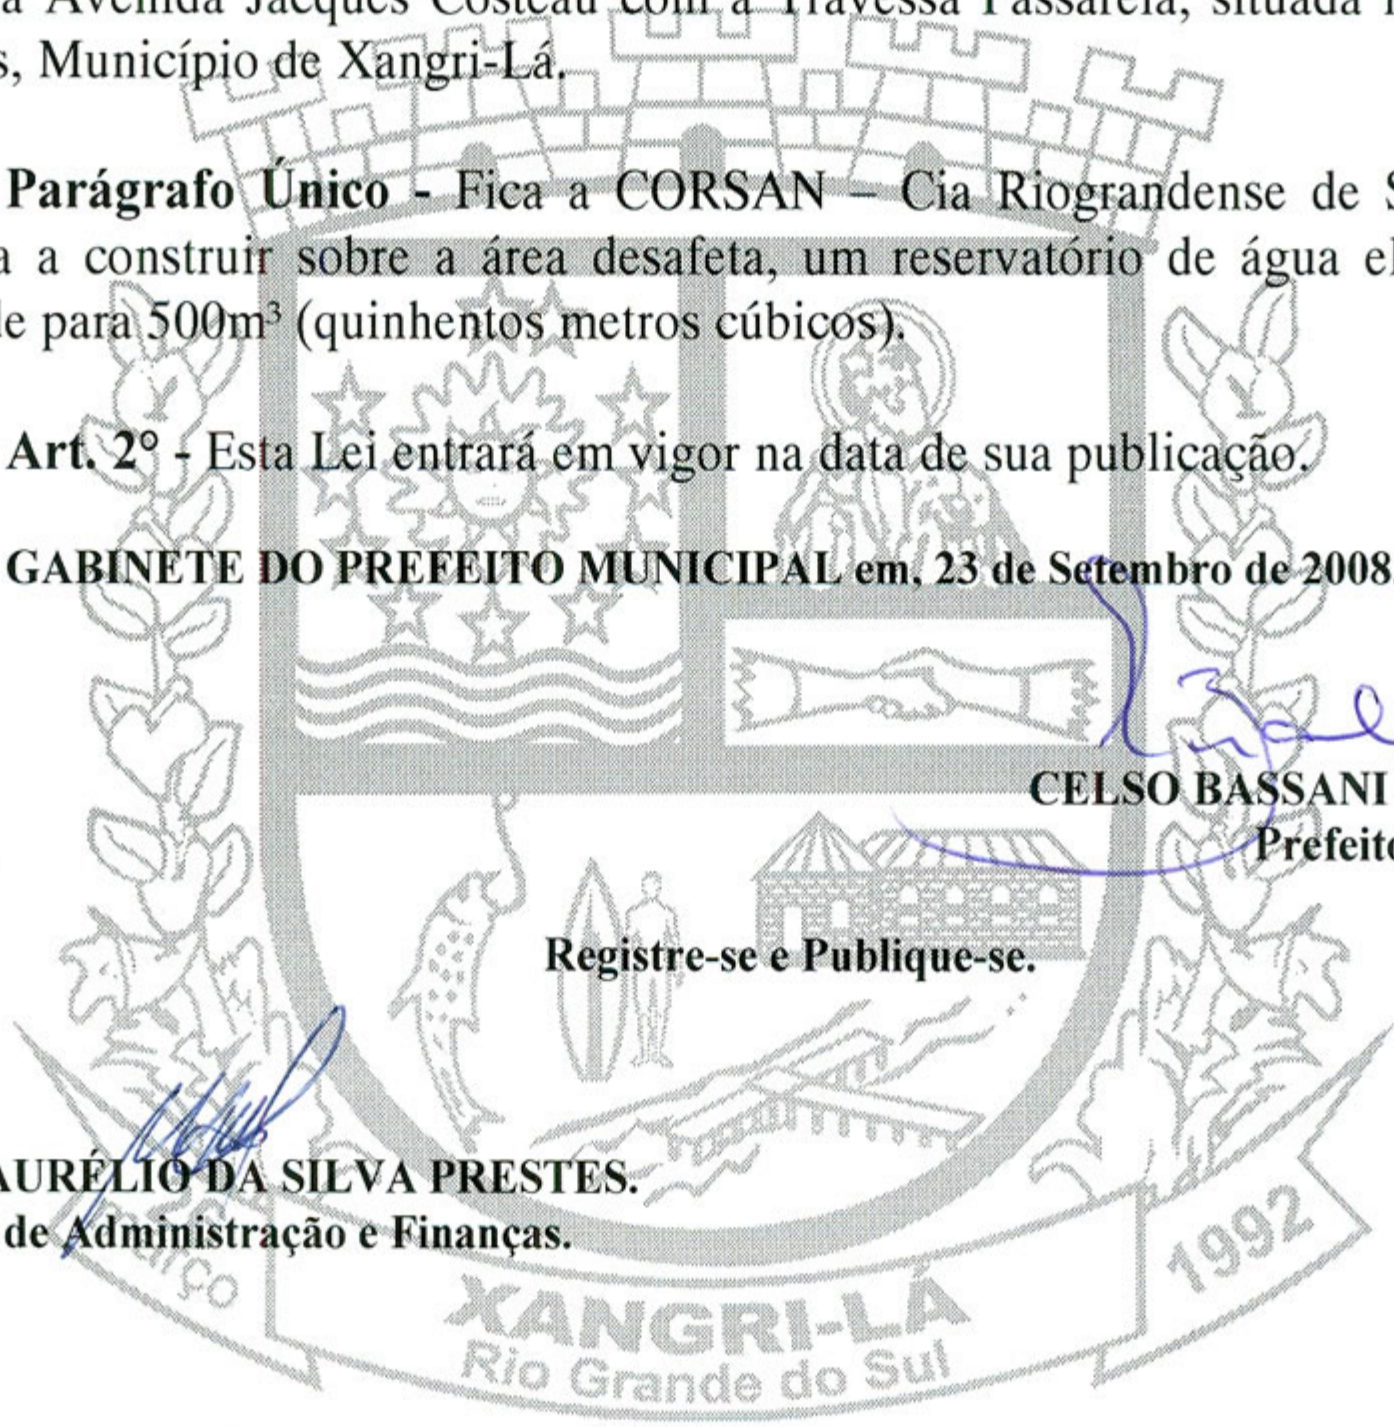 a Avenida Jacques Costeau com a Travessa Passarela, situada
s, Município de Xangri-Lá.
Parágrafo Único - Fica a CORSAN – Cia Riograndense de S
a a construir sobre a área desafeta, um reservatório de água el
le para 500m³ (quinhentos metros cúbicos).
Art. 2° - Esta Lei entrará em vigor na data de sua publicação.
GABINETE DO PREFEITO MUNICIPAL em, 23 de Setembro de 2008.
CELSO BASSANI
Prefeito
Registre-se e Publique-se.
AURÉLIO DA SILVA PRESTES.
de Administração e Finanças.
março
1992
XANGRI-LÁ
Rio Grande do Sul